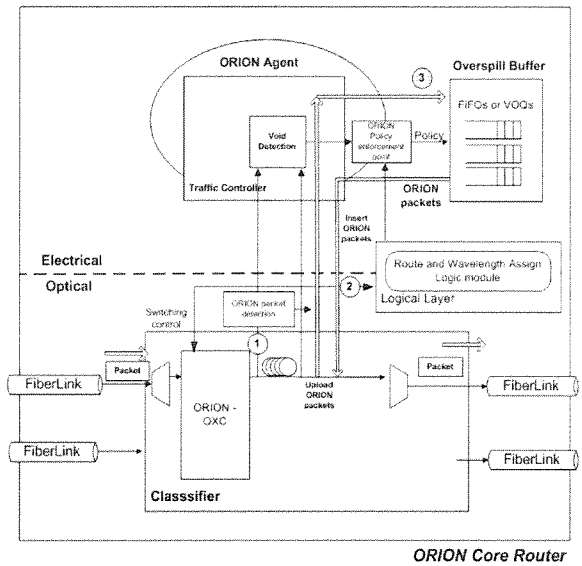 ORION Agent
3
Overspill Buffer
FiFOs or VOQs
Void
Detection
ORION
Policy
enforcement
point
Policy
Traffic Controller
ORION
packets
Insert
ORION
packets
Electrical
Optical
Route and Wavelength Assign
Logic module
Logical Layer
2
Switching
control
ORION packet
detection
1
Packet
Packet
FiberLink
FiberLink
ORION -
OXC
Upload
ORION
packets
FiberLink
FiberLink
Classsifier
ORION Core Router